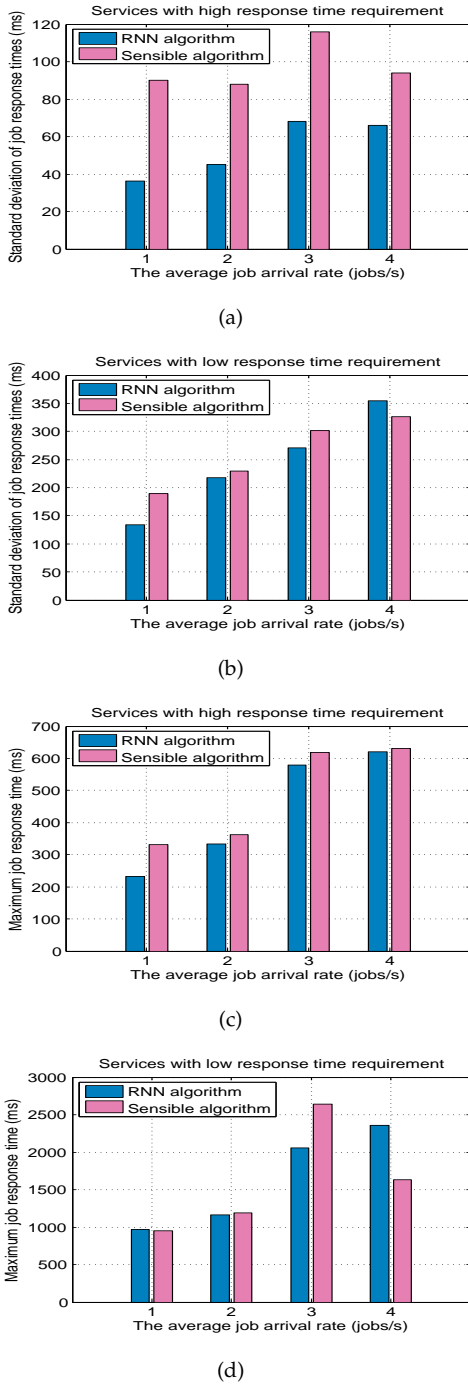 Services with high response time requirement
RNN algorithm
Sensible algorithm
Standard deviation of job response times (ms)
120
100
80
60
40
20
0
1 2 3 4
The average job arrival rate (jobs/s)
(a)
Services with low response time requirement
RNN algorithm
Sensible algorithm
Standard deviation of job response times (ms)
400
350
300
250
200
150
100
50
0
1 2 3 4
The average job arrival rate (jobs/s)
(b)
Services with high response time requirement
RNN algorithm
Sensible algorithm
Maximum job response time (ms)
700
600
500
400
300
200
100
0
1 2 3 4
The average job arrival rate (jobs/s)
(c)
Services with low response time requirement
RNN algorithm
Sensible algorithm
Maximum job response time (ms)
3000
2500
2000
1500
1000
500
0
1 2 3 4
The average job arrival rate (jobs/s)
(d)